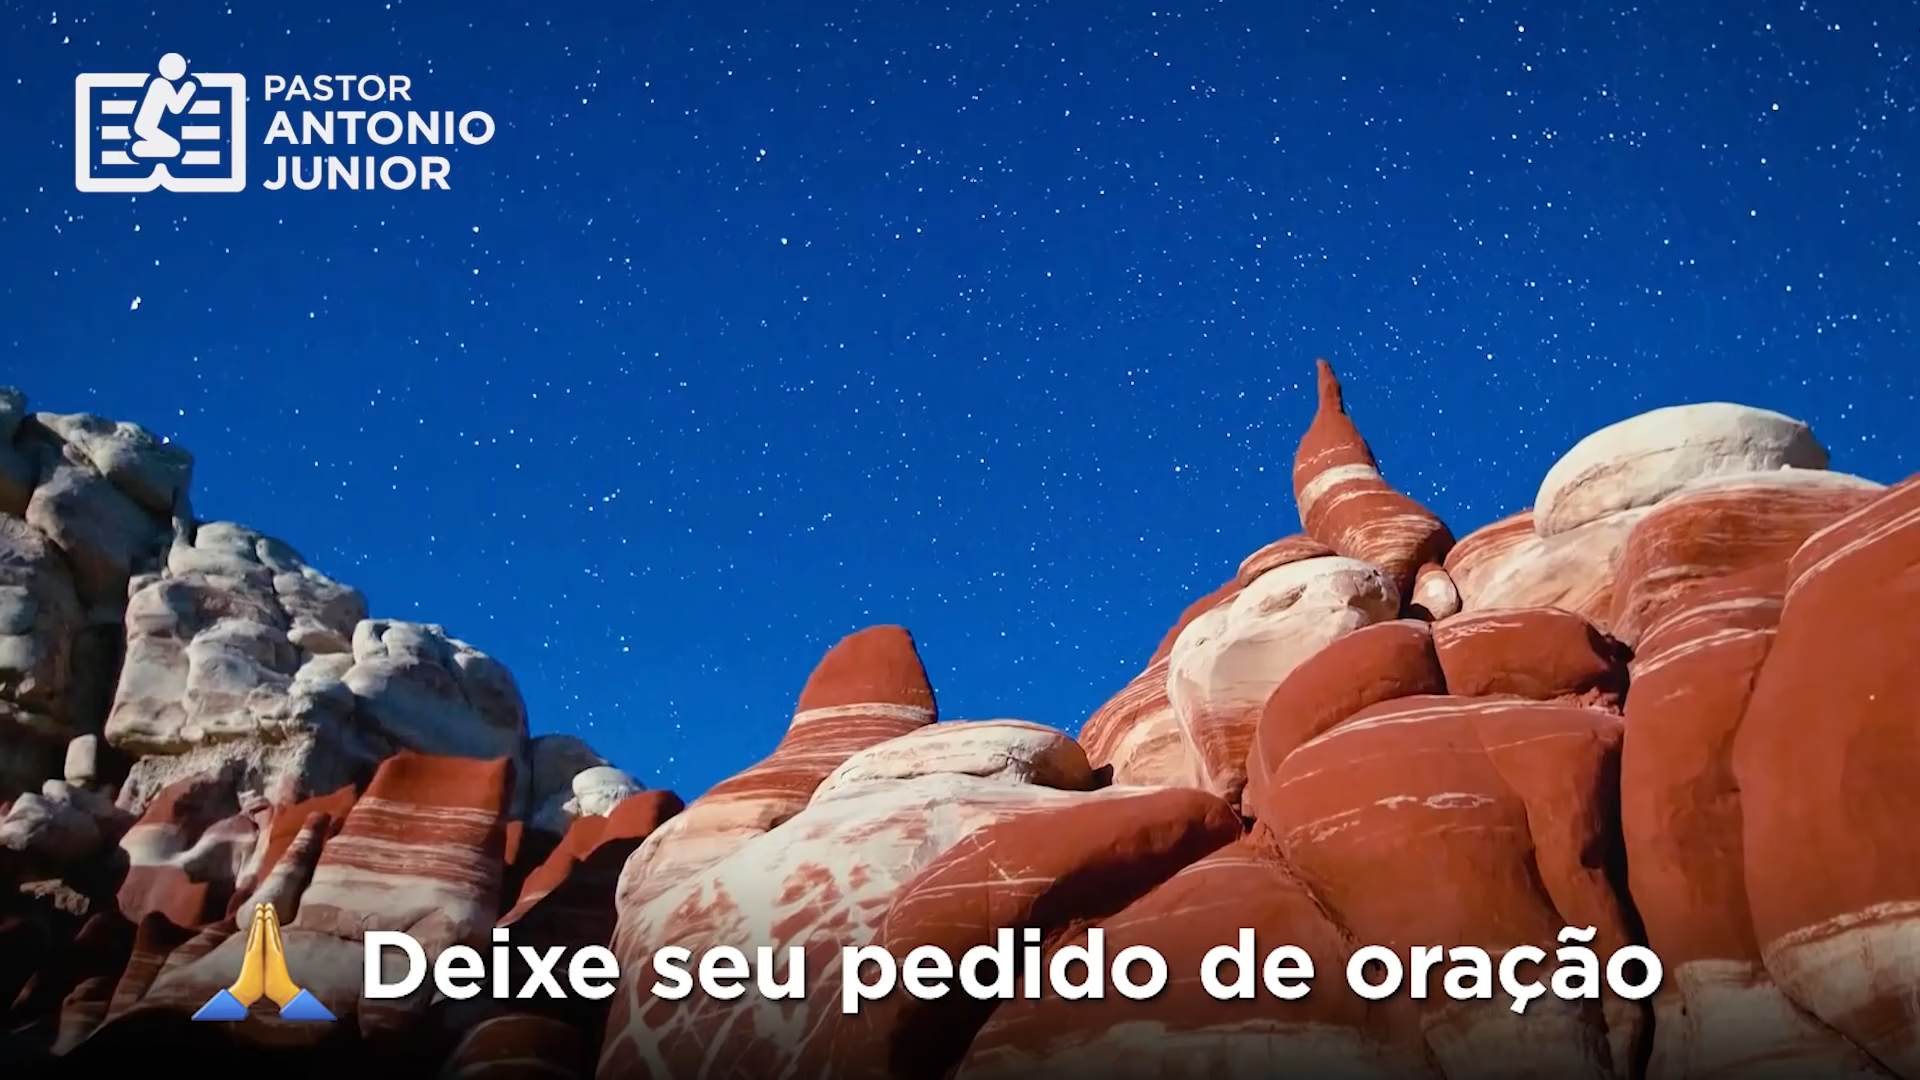 PASTOR
ANTONIO
JUNIOR
🙏 Deixe seu pedido de oração